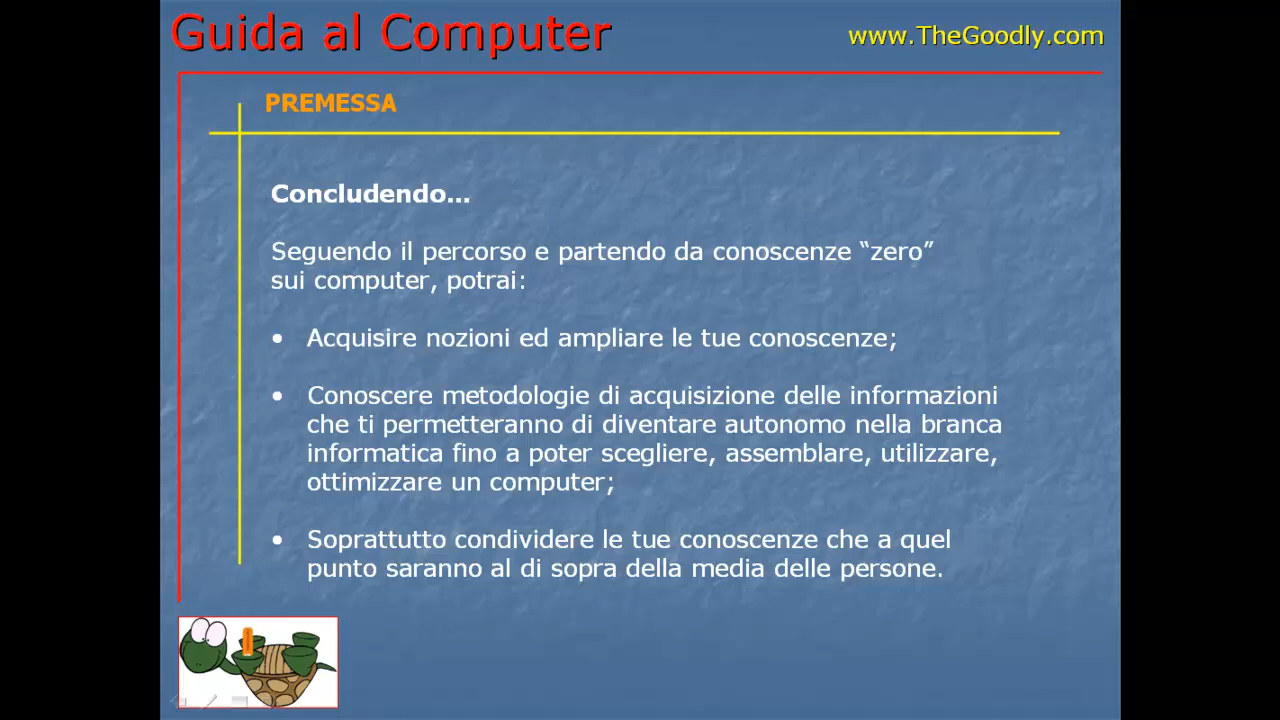 Guida al Computer
www.TheGoodly.com
PREMESSA
Concludendo...
Seguendo il percorso e partendo da conoscenze “zero”
sui computer, potrai:
• Acquisire nozioni ed ampliare le tue conoscenze;
• Conoscere metodologie di acquisizione delle informazioni
che ti permetteranno di diventare autonomo nella branca
informatica fino a poter scegliere, assemblare, utilizzare,
ottimizzare un computer;
• Soprattutto condividere le tue conoscenze che a quel
punto saranno al di sopra della media delle persone.